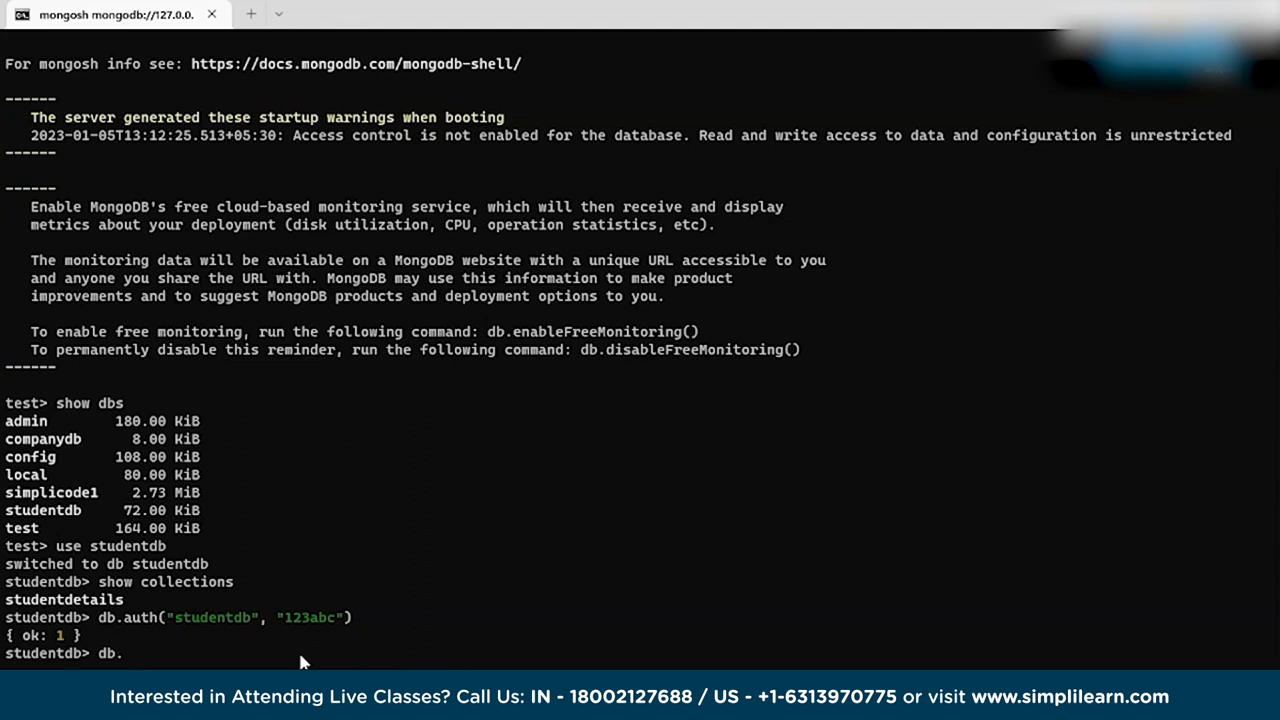 mongosh mongodb://127.0.0.
For mongosh info see: https://docs.mongodb.com/mongodb-shell/
------
The server generated these startup warnings when booting
2023-01-05T13:12:25.513+05:30: Access control is not enabled for the database. Read and write access to data and configuration is unrestricted
------
------
Enable MongoDB's free cloud-based monitoring service, which will then receive and display
metrics about your deployment (disk utilization, CPU, operation statistics, etc).
The monitoring data will be available on a MongoDB website with a unique URL accessible to you
and anyone you share the URL with. MongoDB may use this information to make product
improvements and to suggest MongoDB products and deployment options to you.
To enable free monitoring, run the following command: db.enableFreeMonitoring()
To permanently disable this reminder, run the following command: db.disableFreeMonitoring()
------
test> show dbs
admin 180.00 KiB
companydb 8.00 KiB
config 108.00 KiB
local 80.00 KiB
simplicode1 2.73 MiB
studentdb 72.00 KiB
test 164.00 KiB
test> use studentdb
switched to db studentdb
studentdb> show collections
studentdetails
studentdb> db.auth("studentdb", "123abc")
{ ok: 1 }
studentdb> db.
Interested in Attending Live Classes? Call Us: IN - 18002127688 / US - +1-6313970775 or visit www.simplilearn.com